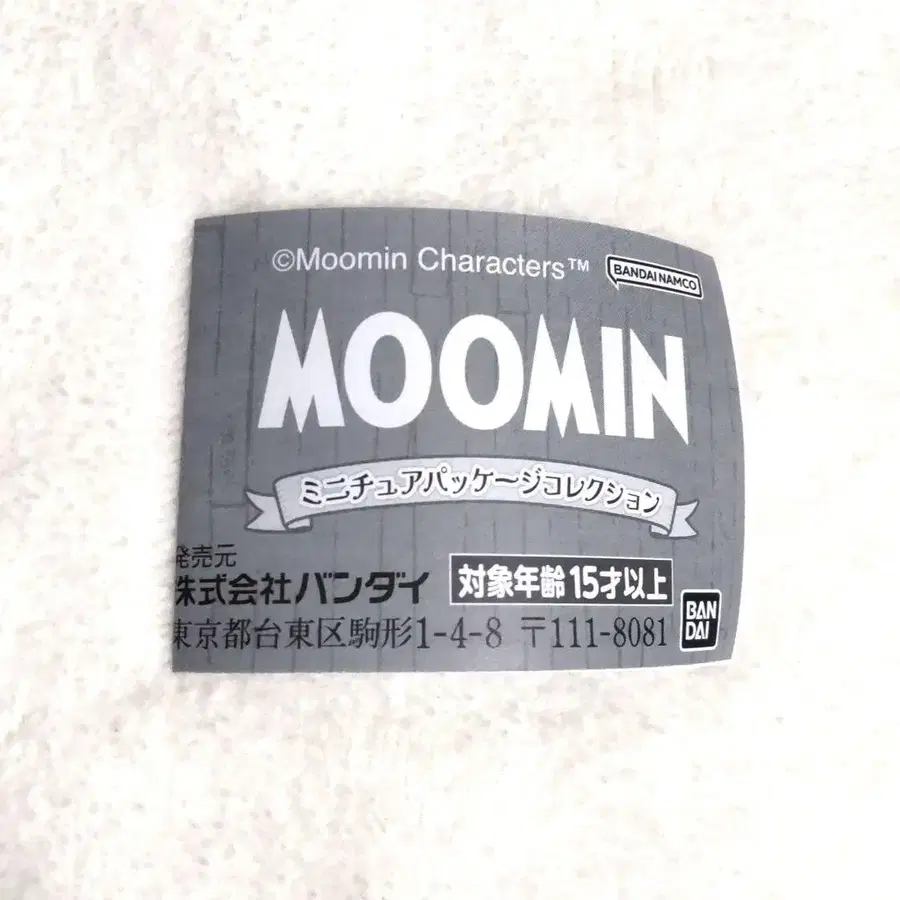 ©Moomin Characters™
BANDAI NAMCO
MOOMIN
ミニチュアパッケージコレクション
発売元
株式会社バンダイ
対象年齢 15才以上
東京都台東区駒形1-4-8 〒111-8081
BAN
DAI